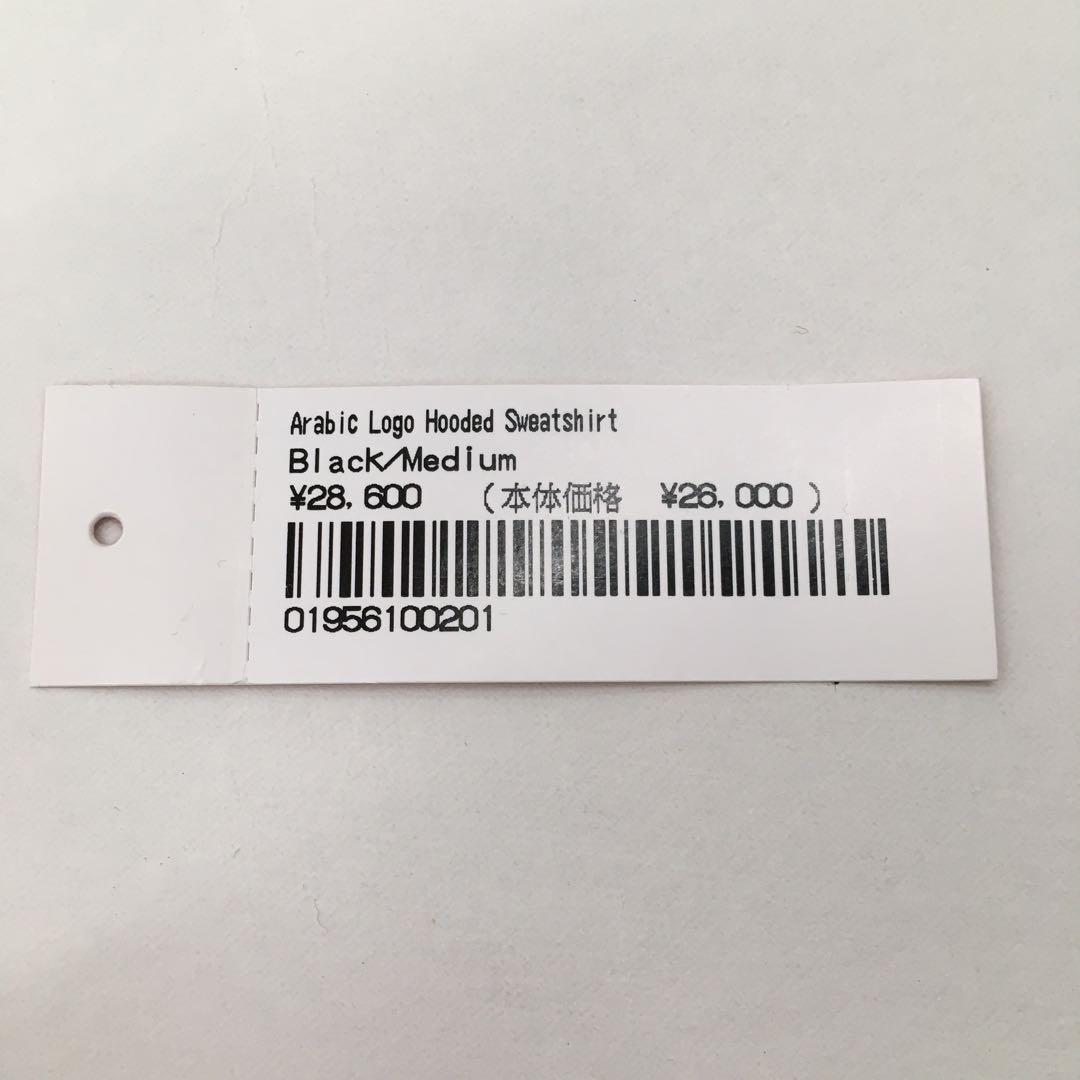 Arabic Logo Hooded Sweatshirt
Black/Medium
¥28,600 (本体価格 ¥26,000)
01956100201